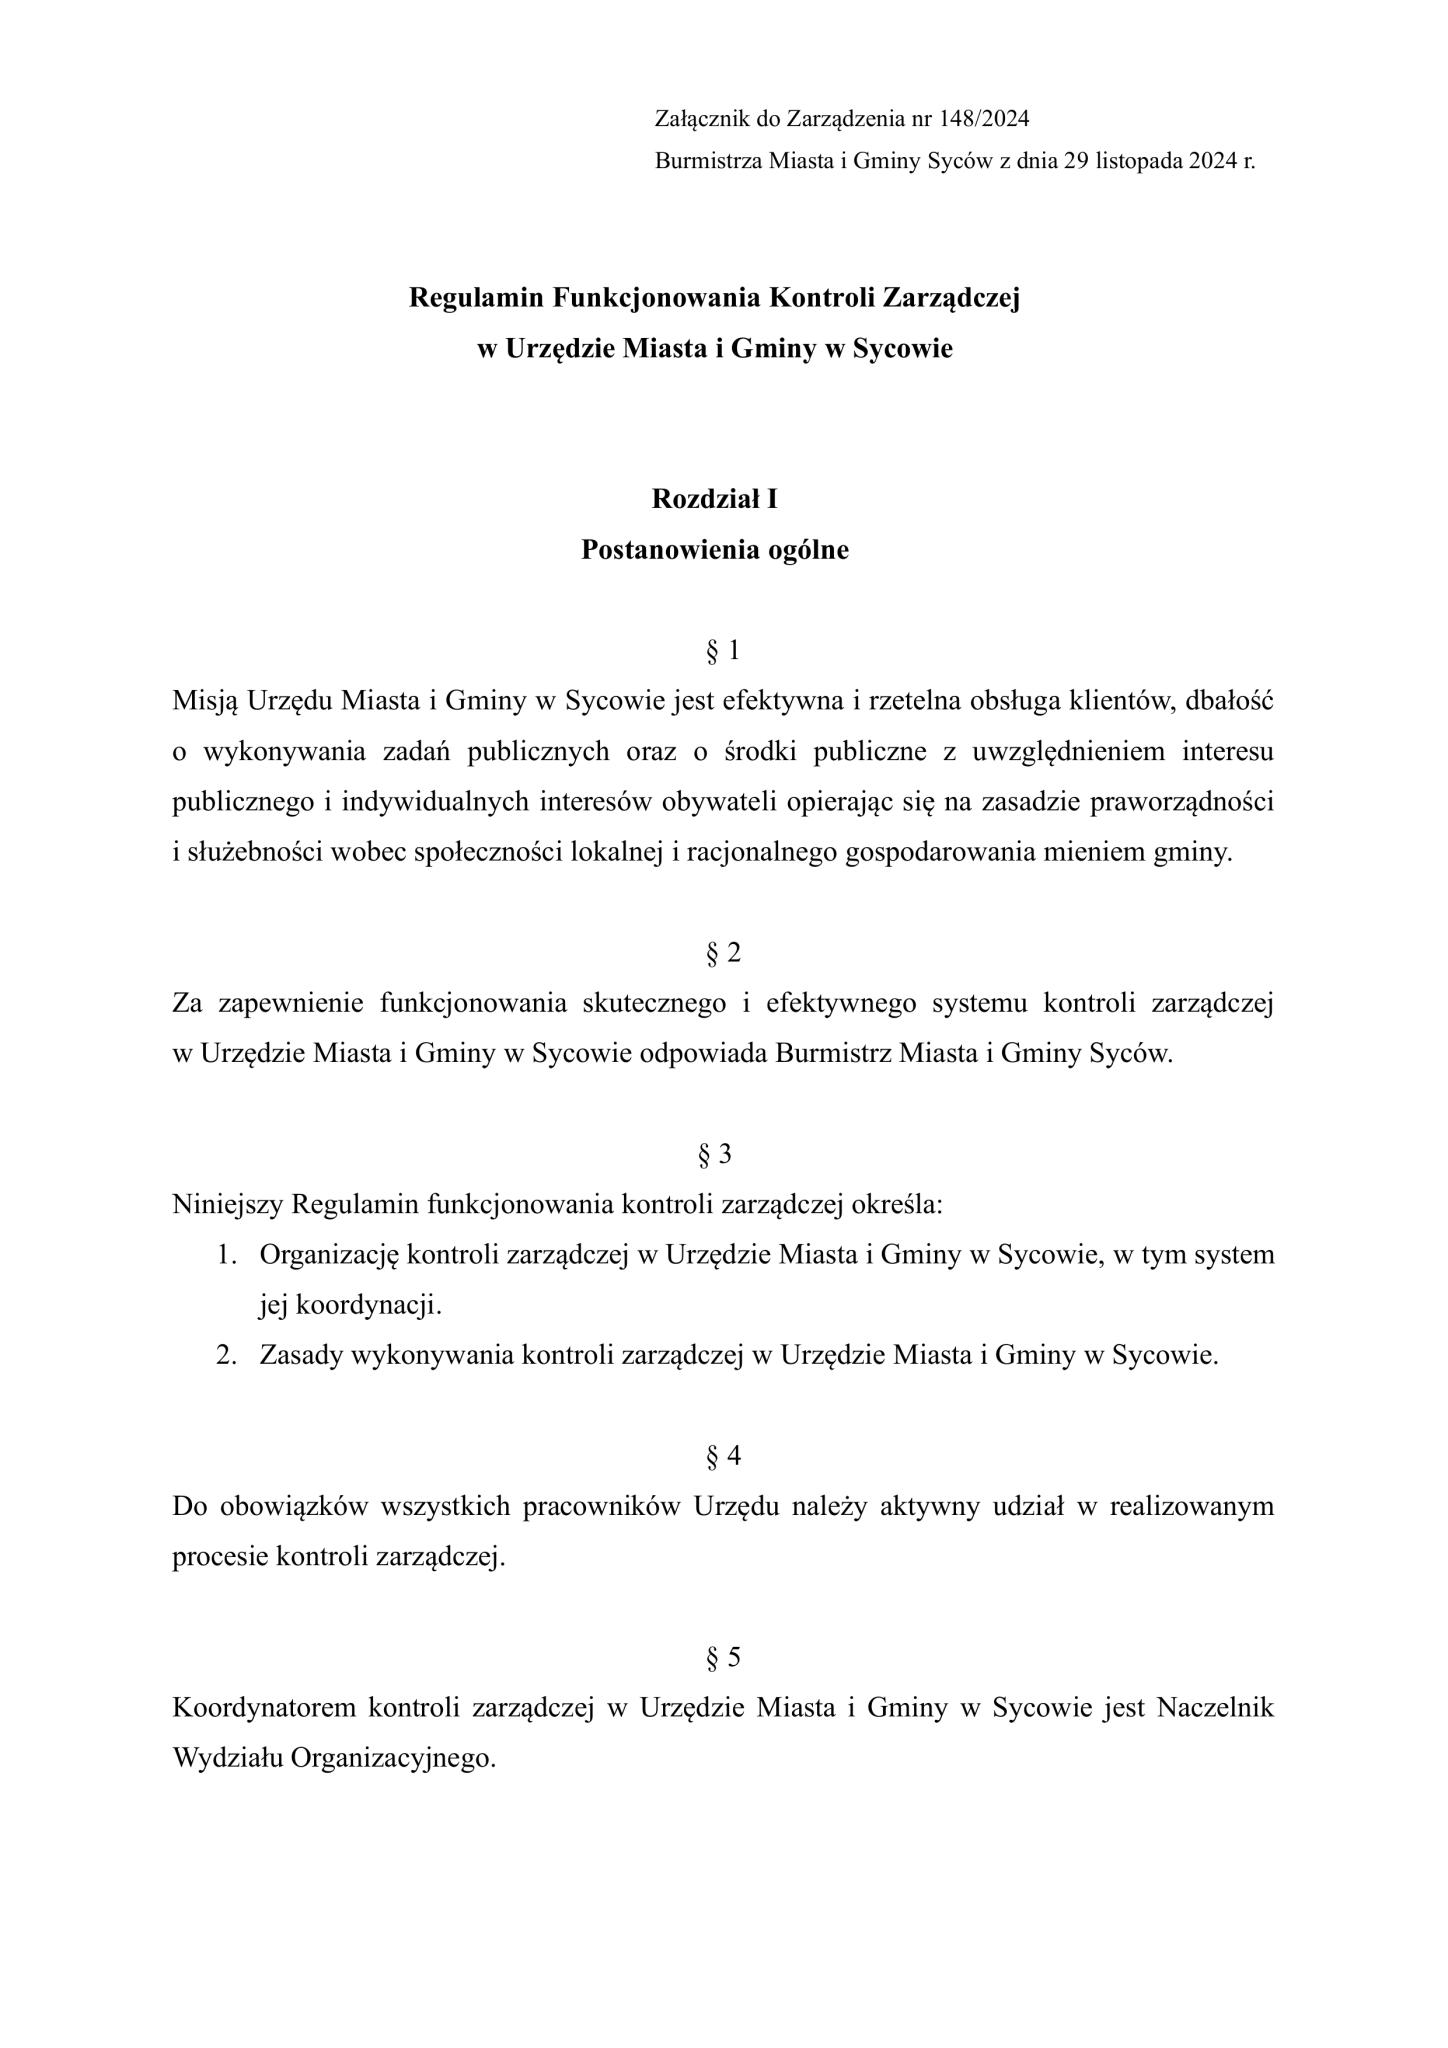 Załącznik do Zarządzenia nr 148/2024
Burmistrza Miasta i Gminy Syców z dnia 29 listopada 2024 r.
Regulamin Funkcjonowania Kontroli Zarządczej
w Urzędzie Miasta i Gminy w Sycowie
Rozdział I
Postanowienia ogólne
§ 1
Misją Urzędu Miasta i Gminy w Sycowie jest efektywna i rzetelna obsługa klientów, dbałość
o wykonywania zadań publicznych oraz o środki publiczne z uwzględnieniem interesu
publicznego i indywidualnych interesów obywateli opierając się na zasadzie praworządności
i służebności wobec społeczności lokalnej i racjonalnego gospodarowania mieniem gminy.
§ 2
Za zapewnienie funkcjonowania skutecznego i efektywnego systemu kontroli zarządczej
w Urzędzie Miasta i Gminy w Sycowie odpowiada Burmistrz Miasta i Gminy Syców.
§ 3
Niniejszy Regulamin funkcjonowania kontroli zarządczej określa:
1. Organizację kontroli zarządczej w Urzędzie Miasta i Gminy w Sycowie, w tym system
jej koordynacji.
2. Zasady wykonywania kontroli zarządczej w Urzędzie Miasta i Gminy w Sycowie.
§ 4
Do obowiązków wszystkich pracowników Urzędu należy aktywny udział w realizowanym
procesie kontroli zarządczej.
§ 5
Koordynatorem kontroli zarządczej w Urzędzie Miasta i Gminy w Sycowie jest Naczelnik
Wydziału Organizacyjnego.